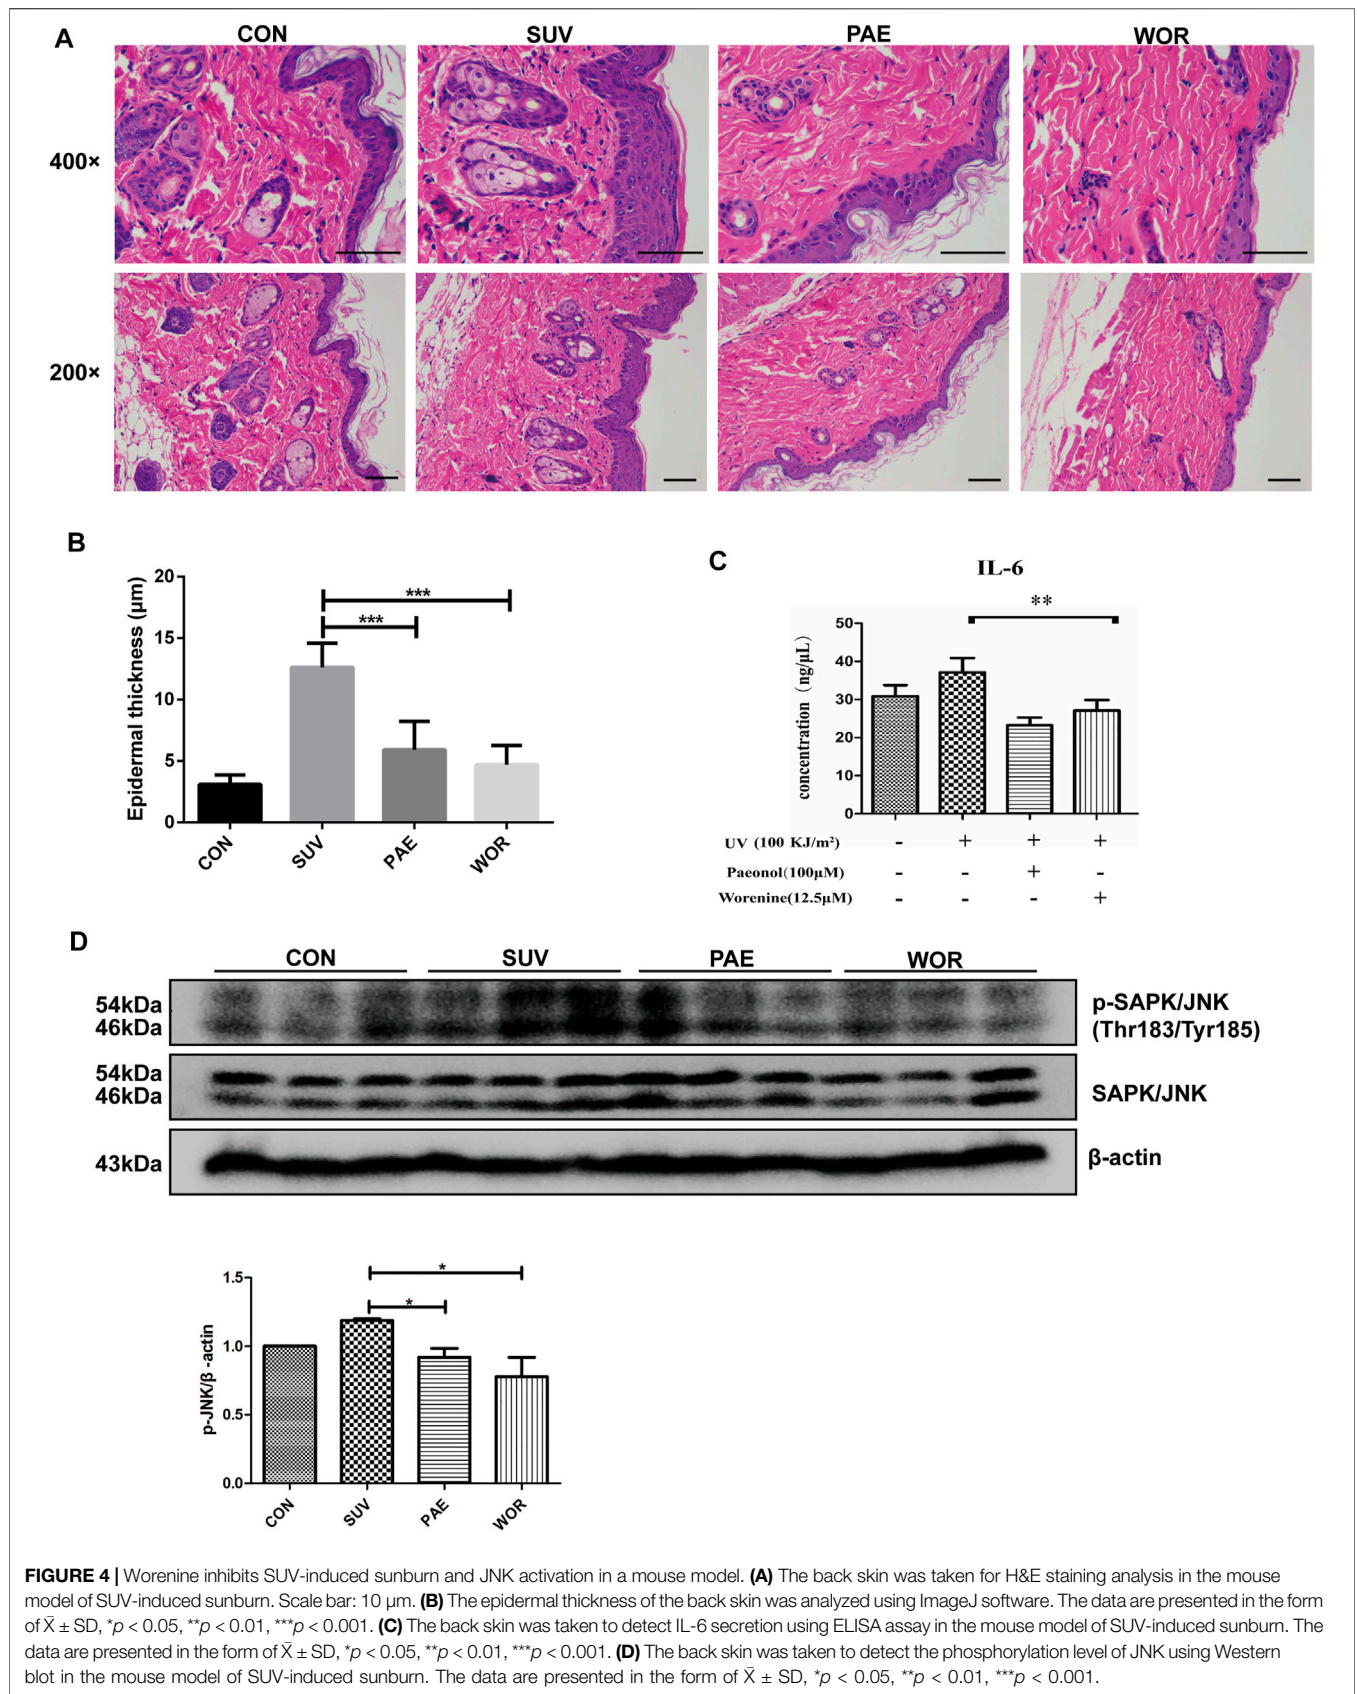 A
CON
SUV
PAE
WOR
400×
200×
B
Epidermal thickness (µm)
20
15
10
5
0
***
***
CON
SUV
PAE
WOR
C
IL-6
**
concentration (ng/µL)
50
40
30
20
10
0
UV (100 KJ/m²) - + + +
Paeonol(100µM) - - + -
Worenine(12.5µM) - - - +
D
CON SUV PAE WOR
54kDa
46kDa
p-SAPK/JNK
(Thr183/Tyr185)
54kDa
46kDa
SAPK/JNK
43kDa
β-actin
p-JNK/β -actin
1.5
1.0
0.5
0.0
*
*
CON
SUV
PAE
WOR
FIGURE 4 | Worenine inhibits SUV-induced sunburn and JNK activation in a mouse model. (A) The back skin was taken for H&E staining analysis in the mouse
model of SUV-induced sunburn. Scale bar: 10 µm. (B) The epidermal thickness of the back skin was analyzed using ImageJ software. The data are presented in the form
of X̄ ± SD, *p < 0.05, **p < 0.01, ***p < 0.001. (C) The back skin was taken to detect IL-6 secretion using ELISA assay in the mouse model of SUV-induced sunburn. The
data are presented in the form of X̄ ± SD, *p < 0.05, **p < 0.01, ***p < 0.001. (D) The back skin was taken to detect the phosphorylation level of JNK using Western
blot in the mouse model of SUV-induced sunburn. The data are presented in the form of X̄ ± SD, *p < 0.05, **p < 0.01, ***p < 0.001.